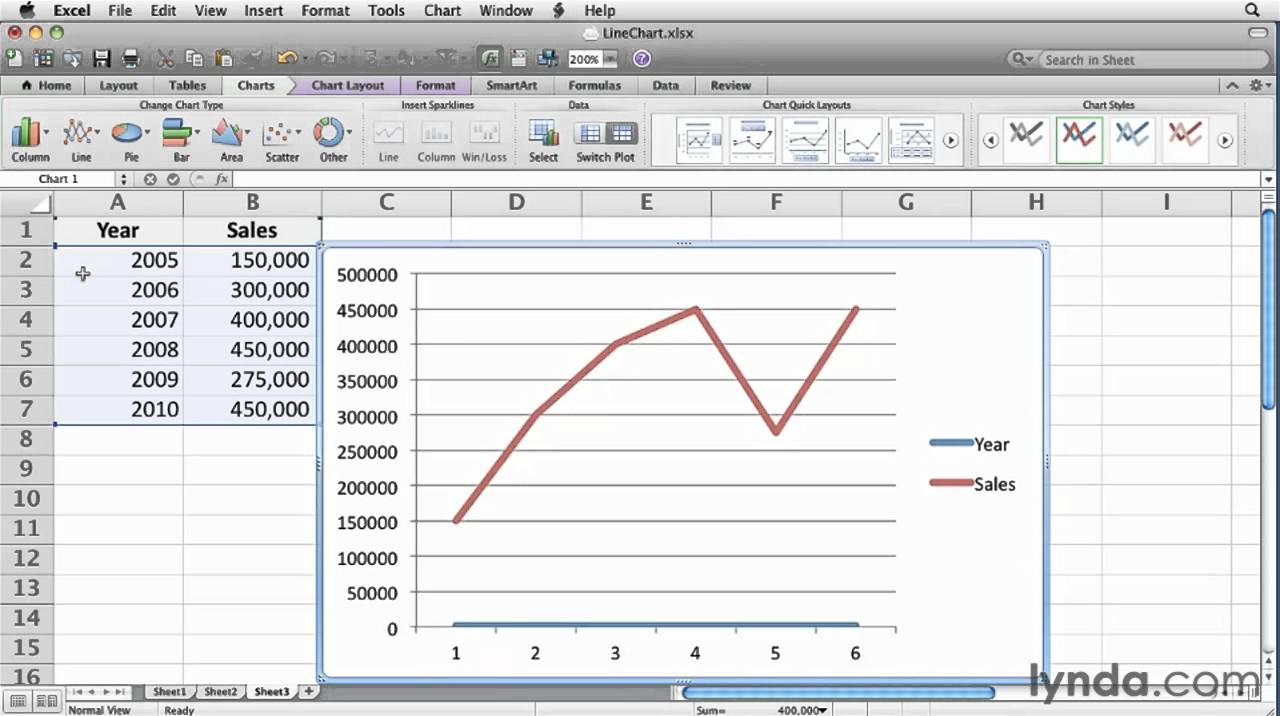 Excel File Edit View Insert Format Tools Chart Window Help
LineChart.xlsx
200% Search in Sheet
Home Layout Tables Charts Chart Layout Format SmartArt Formulas Data Review
Change Chart Type Insert Sparklines Data Chart Quick Layouts Chart Styles
Column Line Pie Bar Area Scatter Other Line Column Win/Loss Select Switch Plot
Chart 1 fx
A B C D E F G H I
1 Year Sales
2 2005 150,000
3 2006 300,000
4 2007 400,000
5 2008 450,000
6 2009 275,000
7 2010 450,000
8
9
10
11
12
13
14
15
16
500000
450000
400000
350000
300000
250000
200000
150000
100000
50000
0
1 2 3 4 5 6
Year
Sales
Sheet1 Sheet2 Sheet3
Normal View Ready Sum= 400,000
lynda.com